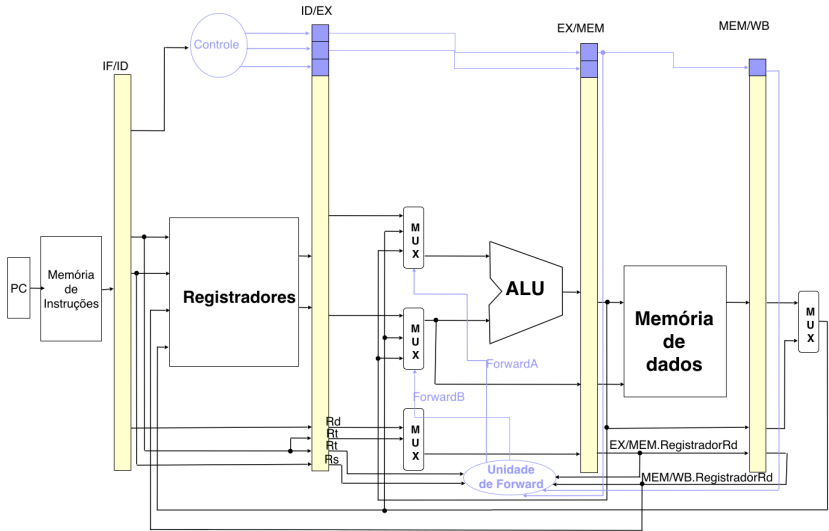 ID/EX
EX/MEM
MEM/WB
Controle
IF/ID
M
U
X
PC
Memória
de
Instruções
Registradores
ALU
M
U
X
Memória
de
dados
M
U
X
ForwardA
ForwardB
Rd
Rt
Rt
Rs
M
U
X
EX/MEM.RegistradorRd
Unidade
de Forward
MEM/WB.RegistradorRd